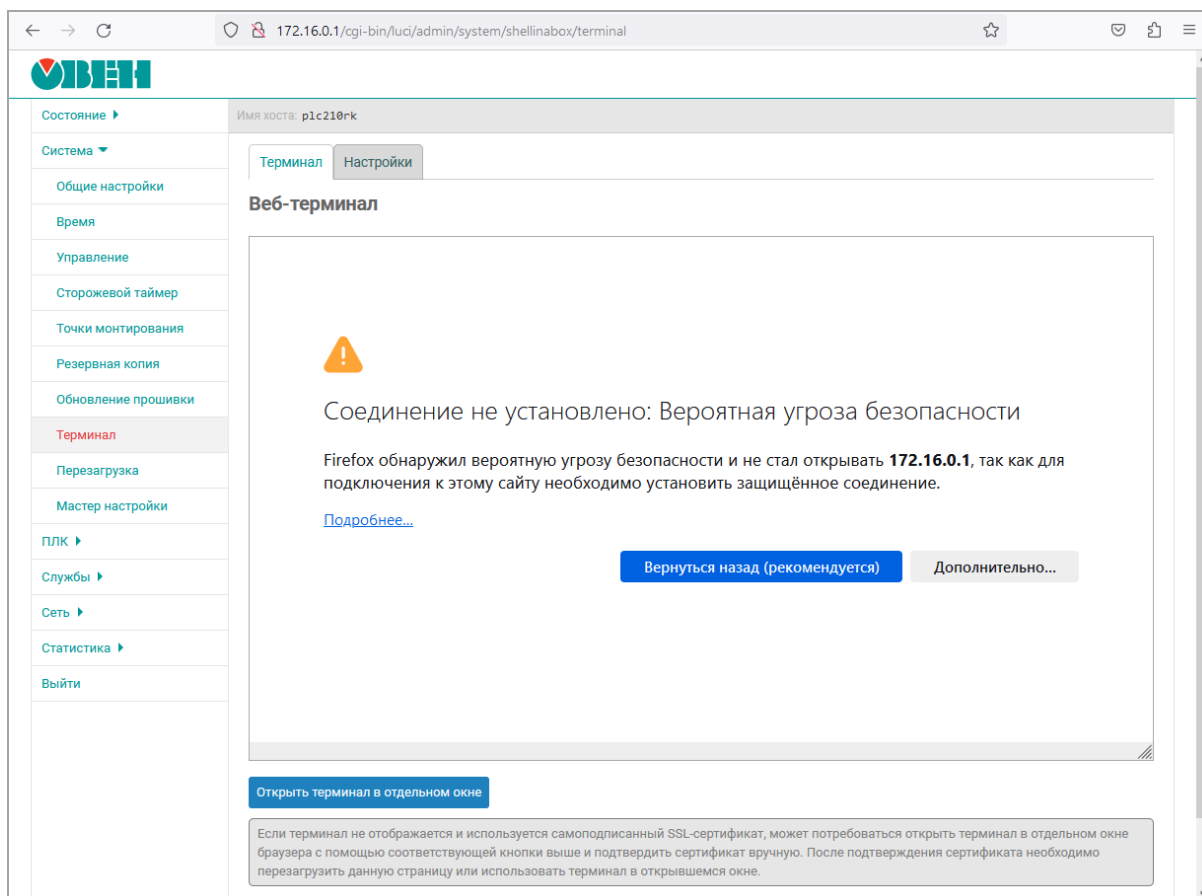 172.16.0.1/cgi-bin/luci/admin/system/shellinabox/terminal
ОВЕН
Состояние
Имя хоста: plc210rk
Система
Терминал
Настройки
Общие настройки
Веб-терминал
Время
Управление
Сторожевой таймер
Точки монтирования
Резервная копия
Обновление прошивки
Терминал
Перезагрузка
Мастер настройки
ПЛК
Службы
Сеть
Статистика
Выйти
Соединение не установлено: Вероятная угроза безопасности
Firefox обнаружил вероятную угрозу безопасности и не стал открывать 172.16.0.1, так как для
подключения к этому сайту необходимо установить защищённое соединение.
Подробнее...
Вернуться назад (рекомендуется)
Дополнительно...
Открыть терминал в отдельном окне
Если терминал не отображается и используется самоподписанный SSL-сертификат, может потребоваться открыть терминал в отдельном окне
браузера с помощью соответствующей кнопки выше и подтвердить сертификат вручную. После подтверждения сертификата необходимо
перезагрузить данную страницу или использовать терминал в открывшемся окне.